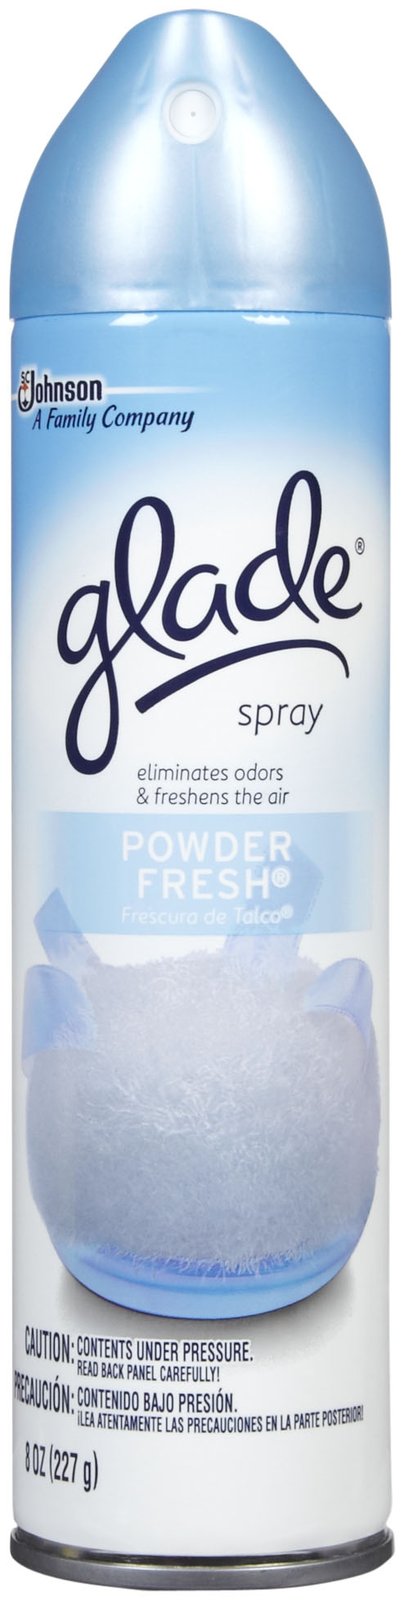 SC Johnson
A Family Company
glade®
spray
eliminates odors
& freshens the air
POWDER
FRESH®
Frescura de Talco®
CAUTION: CONTENTS UNDER PRESSURE.
READ BACK PANEL CAREFULLY!
PRECAUCIÓN: CONTENIDO BAJO PRESIÓN.
¡LEA ATENTAMENTE LAS PRECAUCIONES EN LA PARTE POSTERIOR!
8 OZ (227 g)